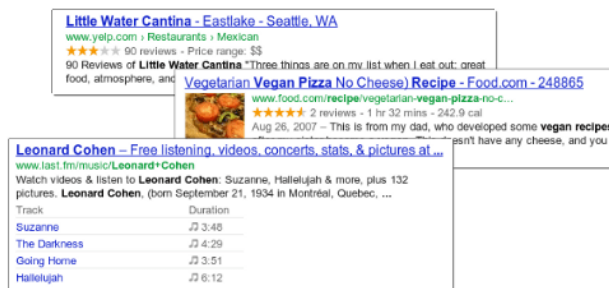 Little Water Cantina - Eastlake - Seattle, WA
www.yelp.com › Restaurants › Mexican
90 reviews - Price range: $$
90 Reviews of Little Water Cantina "Three things are on my list when I eat out: great
food, atmosphere, and
Vegetarian Vegan Pizza No Cheese) Recipe - Food.com - 248865
www.food.com/recipe/vegetarian-vegan-pizza-no-c...
2 reviews - 1 hr 32 mins - 242.9 cal
Aug 26, 2007 – This is from my dad, who developed some vegan recipes
esn't have any cheese, and you
Leonard Cohen – Free listening, videos, concerts, stats, & pictures at ...
www.last.fm/music/Leonard+Cohen
Watch videos & listen to Leonard Cohen: Suzanne, Hallelujah & more, plus 132
pictures. Leonard Cohen, (born September 21, 1934 in Montréal, Quebec, ...
Track Duration
Suzanne 3:48
The Darkness 4:29
Going Home 3:51
Hallelujah 6:12